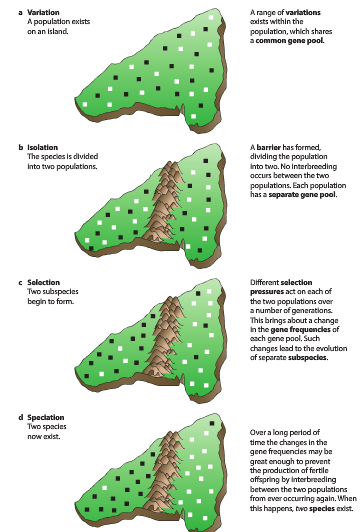 a Variation
A population exists
on an island.
A range of variations
exists within the
population, which shares
a common gene pool.
b Isolation
The species is divided
into two populations.
A barrier has formed,
dividing the population
into two. No interbreeding
occurs between the two
populations. Each population
has a separate gene pool.
c Selection
Two subspecies
begin to form.
Different selection
pressures act on each of
the two populations over
a number of generations.
This brings about a change
in the gene frequencies of
each gene pool. Such
changes lead to the evolution
of separate subspecies.
d Speciation
Two species
now exist.
Over a long period of
time the changes in the
gene frequencies may be
great enough to prevent
the production of fertile
offspring by interbreeding
between the two populations
from ever occurring again. When
this happens, two species exist.